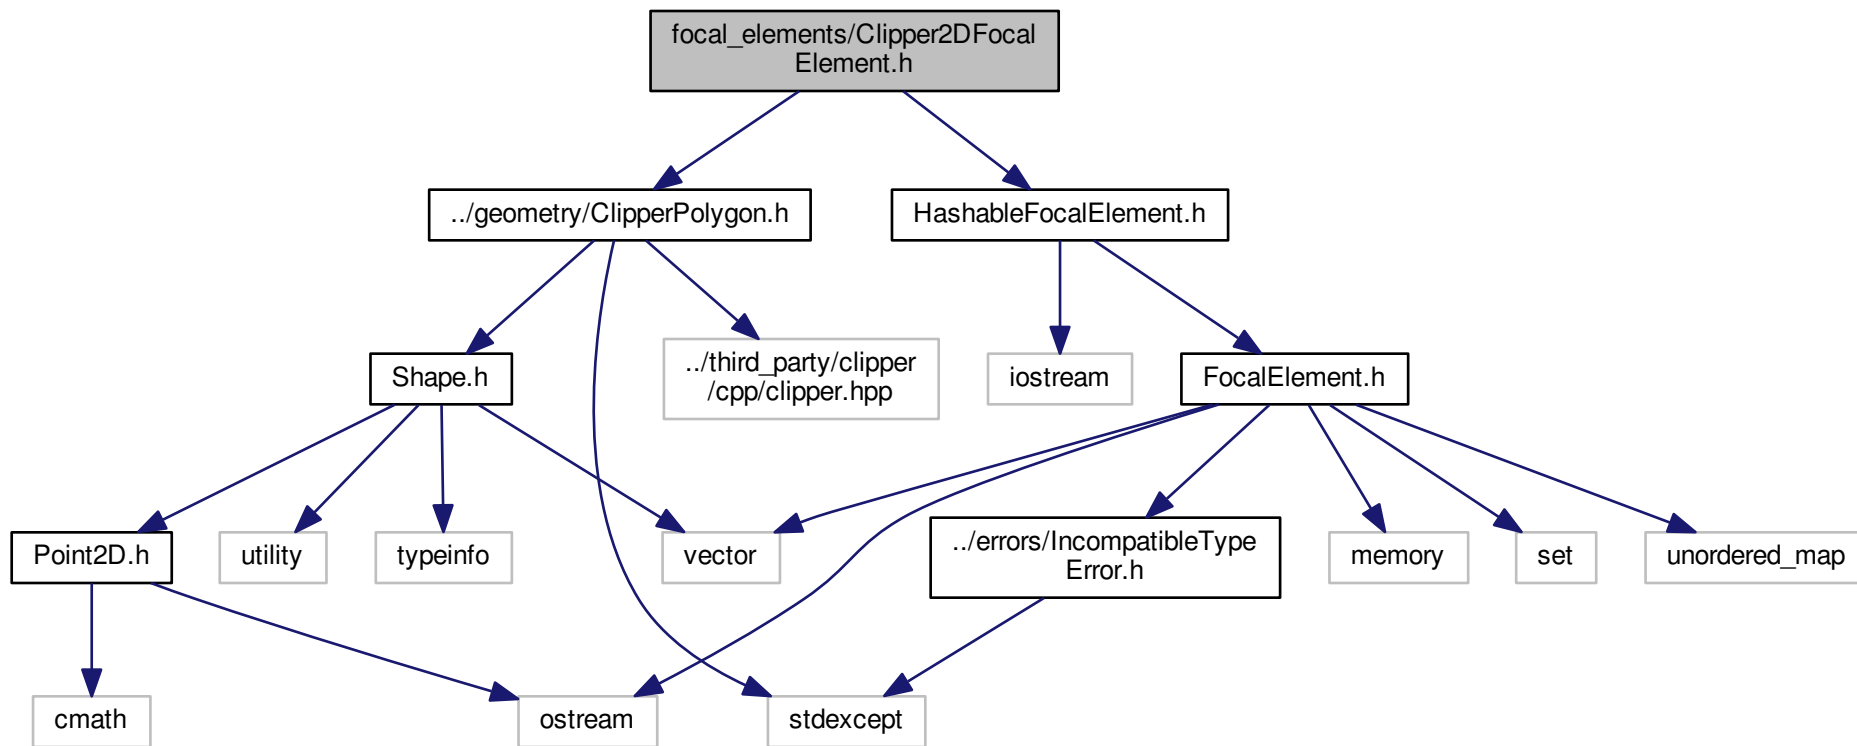 focal_elements/Clipper2DFocal
Element.h
../geometry/ClipperPolygon.h
HashableFocalElement.h
Shape.h
../third_party/clipper
/cpp/clipper.hpp
iostream
FocalElement.h
Point2D.h
utility
typeinfo
vector
../errors/IncompatibleType
Error.h
memory
set
unordered_map
cmath
ostream
stdexcept